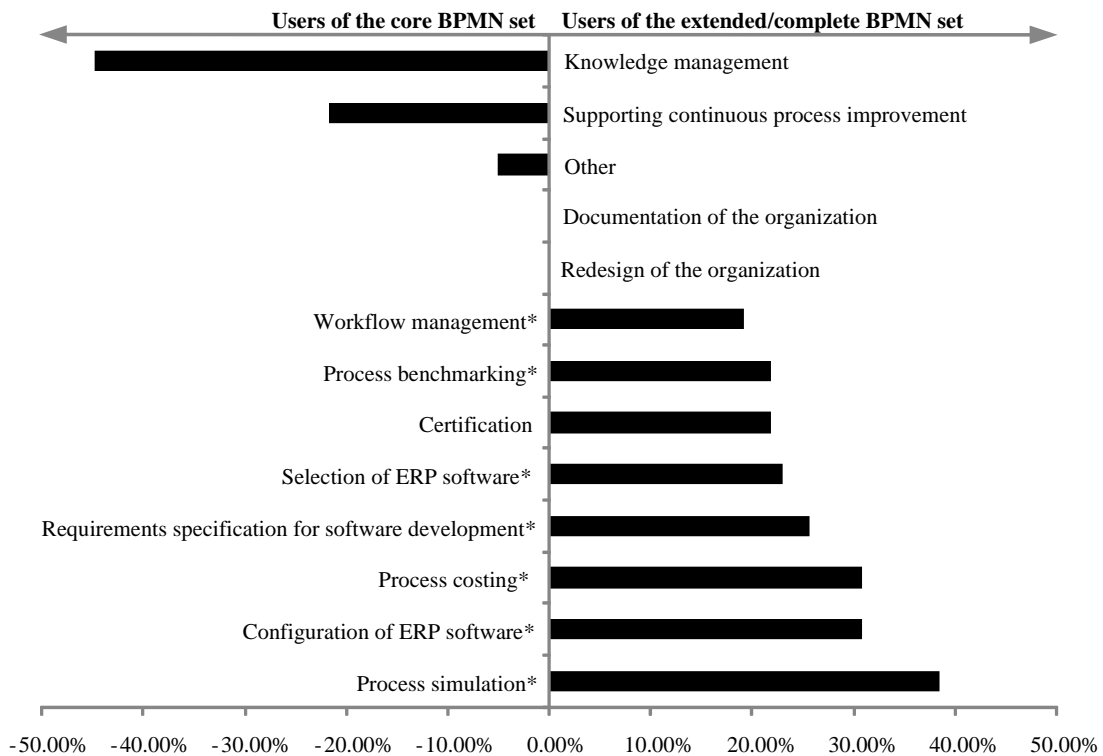 Users of the core BPMN set Users of the extended/complete BPMN set
Knowledge management
Supporting continuous process improvement
Other
Documentation of the organization
Redesign of the organization
Workflow management*
Process benchmarking*
Certification
Selection of ERP software*
Requirements specification for software development*
Process costing*
Configuration of ERP software*
Process simulation*
-50.00% -40.00% -30.00% -20.00% -10.00% 0.00% 10.00% 20.00% 30.00% 40.00% 50.00%